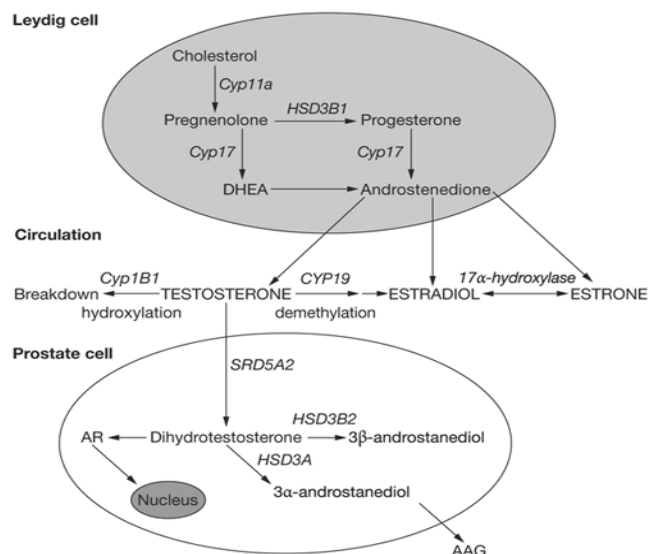 Leydig cell
Cholesterol
Cyp11a
HSD3B1
Pregnenolone Progesterone
Cyp17 Cyp17
DHEA Androstenedione
Circulation
Cyp1B1 CYP19 17α-hydroxylase
Breakdown TESTOSTERONE ESTRADIOL ESTRONE
hydroxylation demethylation
Prostate cell
SRD5A2
HSD3B2
AR Dihydrotestosterone 3β-androstanediol
HSD3A
Nucleus 3α-androstanediol
AAG